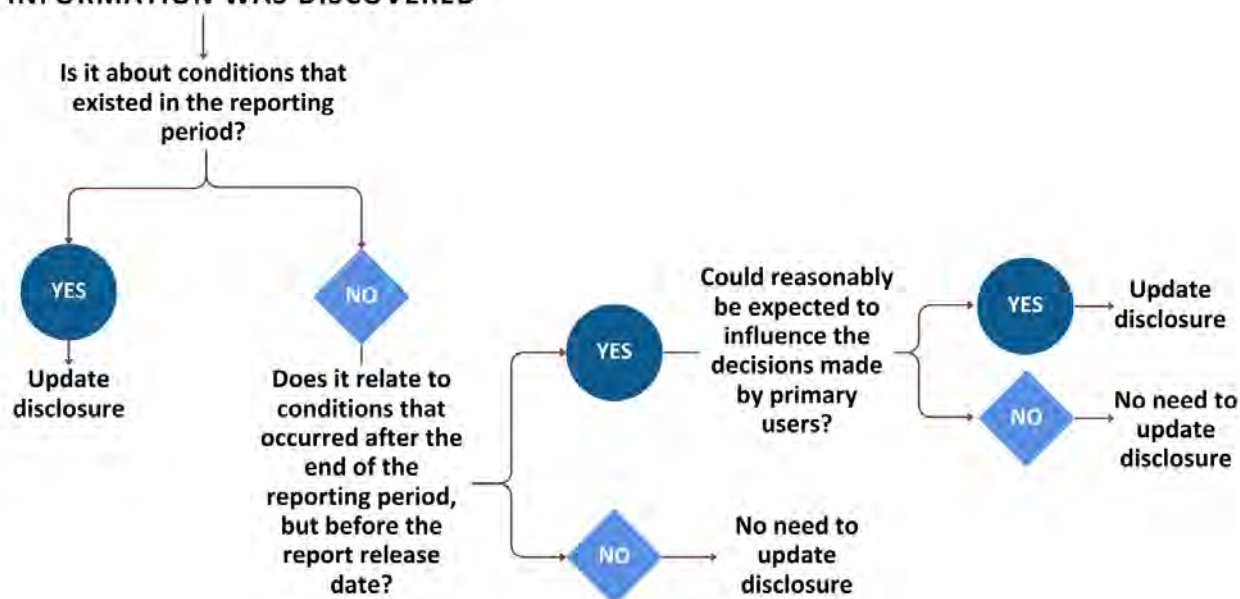 INFORMATION WAS DISCOVERED
Is it about conditions that
existed in the reporting
period?
YES
Update
disclosure
NO
Does it relate to
conditions that
occurred after the
end of the
reporting period,
but before the
report release
date?
YES
Could reasonably
be expected to
influence the
decisions made
by primary
users?
YES
Update
disclosure
NO
No need to
update
disclosure
NO
No need to
update
disclosure